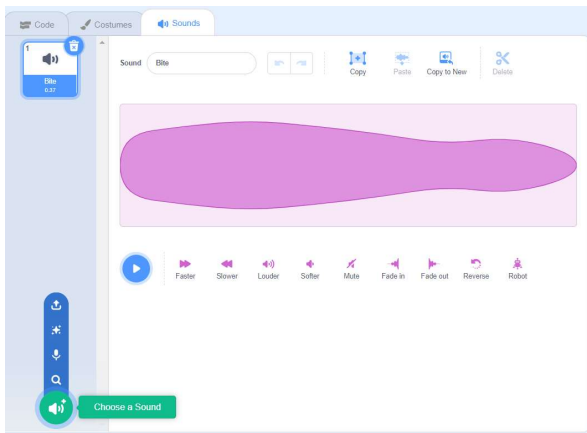 Code Costumes Sounds
1
Bite
0.37
Sound Bite
Copy Paste Copy to New Delete
Faster Slower Louder Softer Mute Fade in Fade out Reverse Robot
Choose a Sound